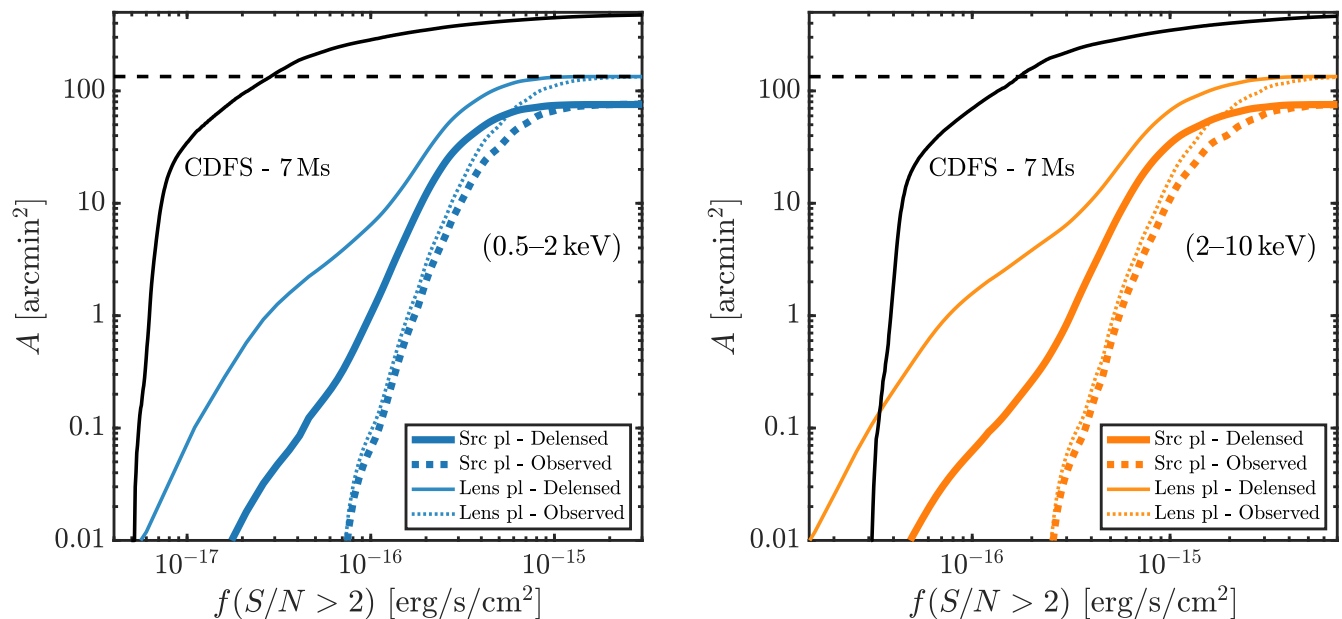 A [arcmin²]
100
10
1
0.1
0.01
CDFS - 7 Ms
(0.5–2 keV)
Src pl - Delensed
Src pl - Observed
Lens pl - Delensed
Lens pl - Observed
10⁻¹⁷
10⁻¹⁶
10⁻¹⁵
f(S/N > 2) [erg/s/cm²]
A [arcmin²]
100
10
1
0.1
0.01
CDFS - 7 Ms
(2–10 keV)
Src pl - Delensed
Src pl - Observed
Lens pl - Delensed
Lens pl - Observed
10⁻¹⁶
10⁻¹⁵
f(S/N > 2) [erg/s/cm²]